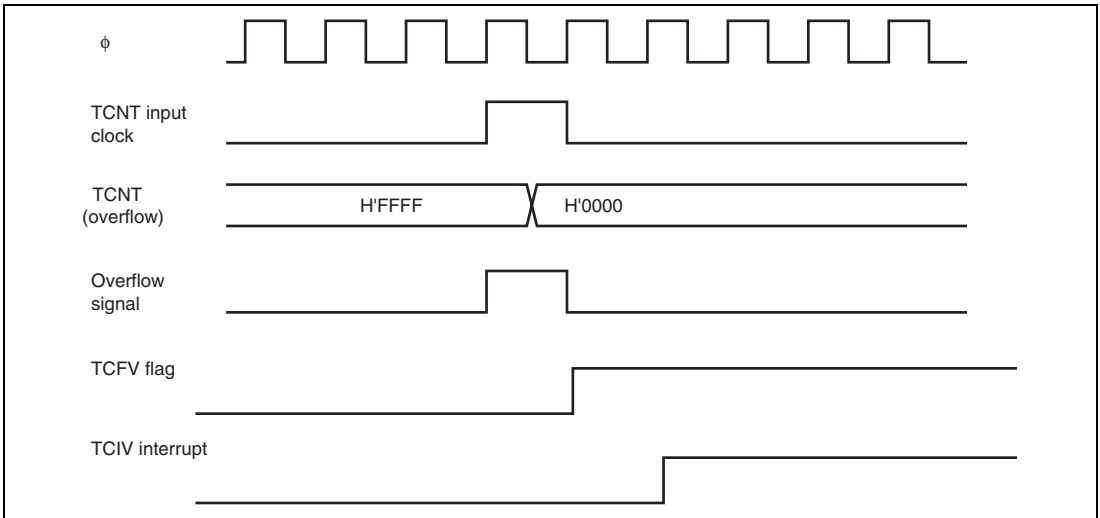 ϕ
TCNT input
clock
TCNT
(overflow)
H'FFFF
H'0000
Overflow
signal
TCFV flag
TCIV interrupt